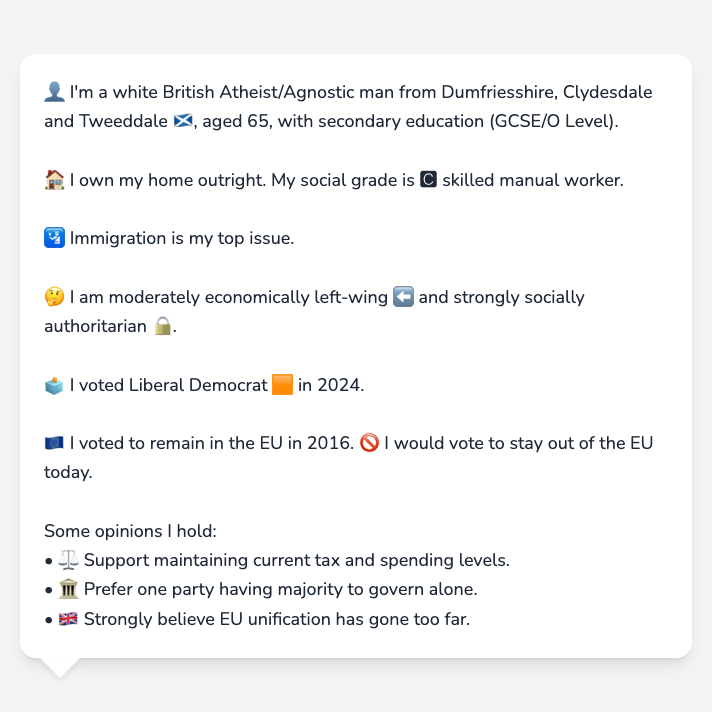 👤 I'm a white British Atheist/Agnostic man from Dumfriesshire, Clydesdale
and Tweeddale 🏴󠁧󠁢󠁳󠁣󠁴󠁿, aged 65, with secondary education (GCSE/O Level).
🏠 I own my home outright. My social grade is 🅲 skilled manual worker.
🛂 Immigration is my top issue.
🤔 I am moderately economically left-wing ⬅️ and strongly socially
authoritarian 🔒.
🗳️ I voted Liberal Democrat 🟧 in 2024.
🇪🇺 I voted to remain in the EU in 2016. 🚫 I would vote to stay out of the EU
today.
Some opinions I hold:
• ⚖️ Support maintaining current tax and spending levels.
• 🏛️ Prefer one party having majority to govern alone.
• 🇬🇧 Strongly believe EU unification has gone too far.